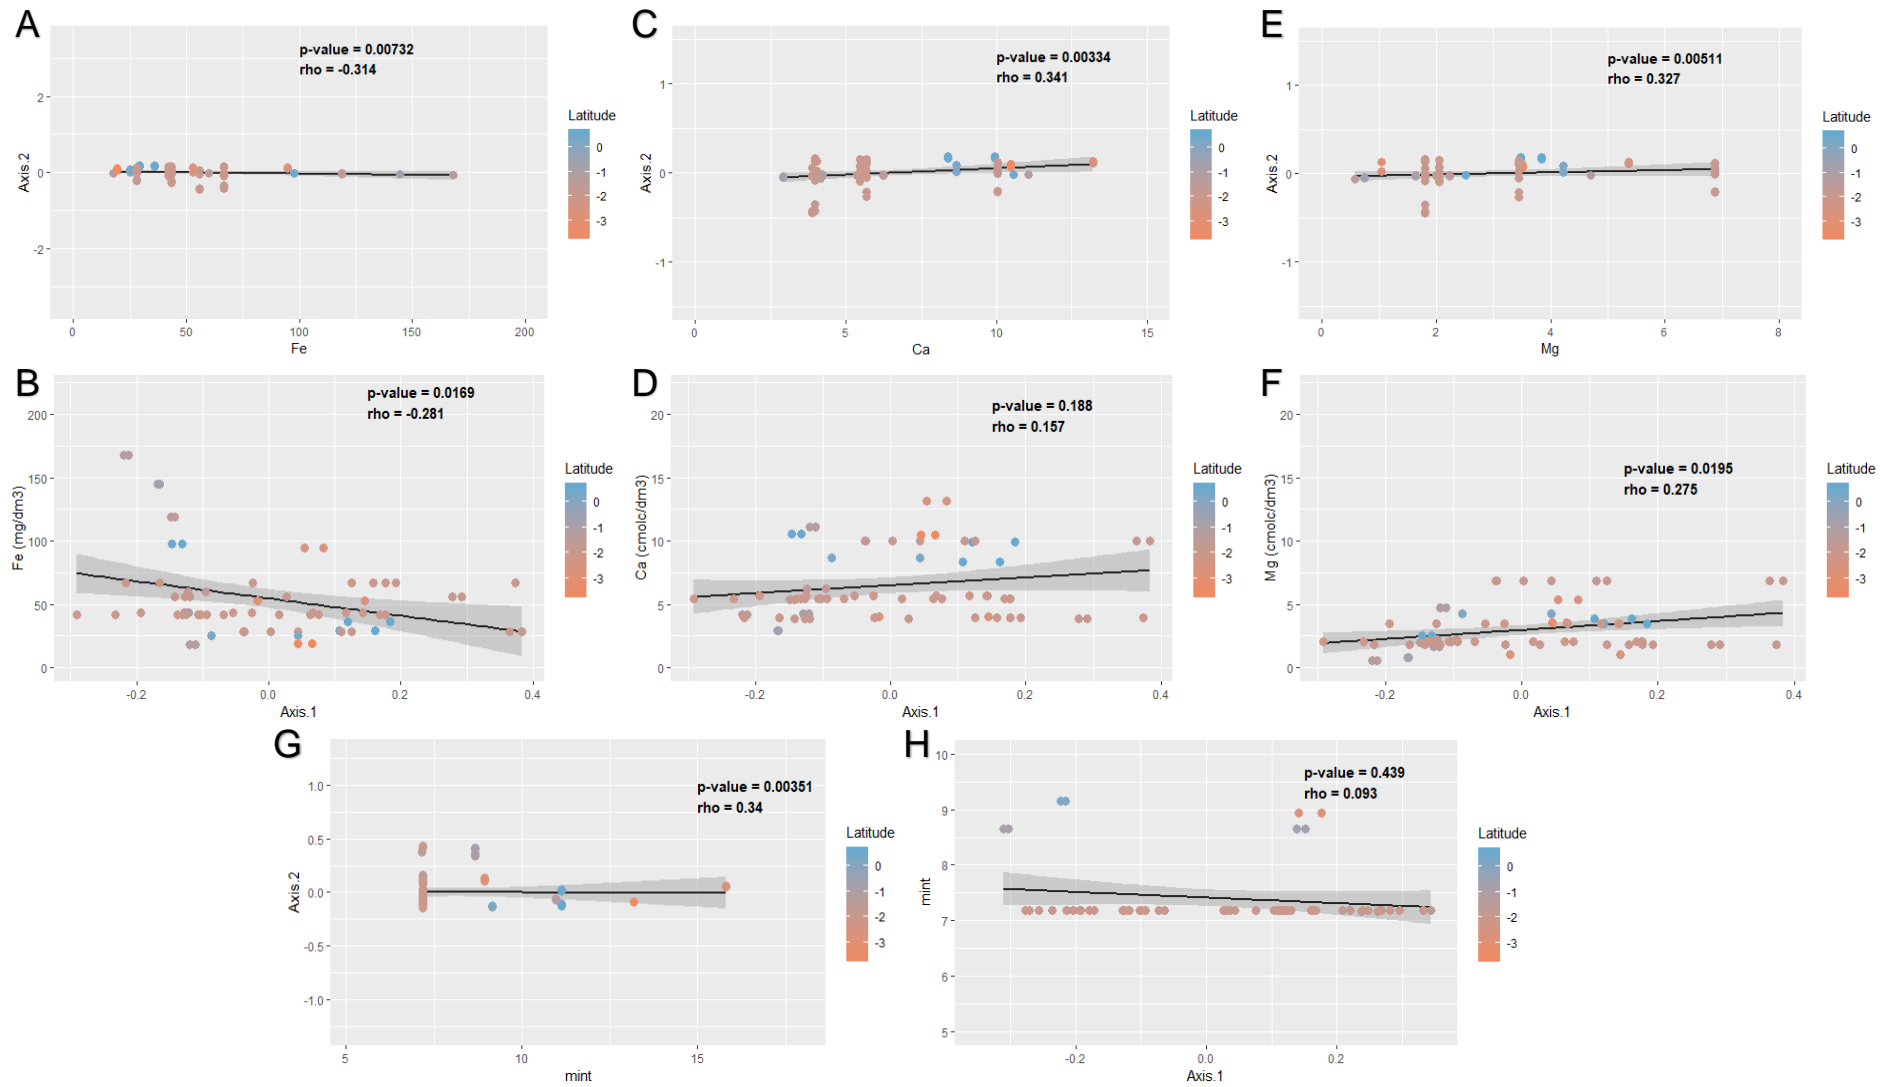 A
p-value = 0.00732
rho = -0.314
Axis.2
2
0
-2
0
50
100
150
200
Fe
Latitude
0
-1
-2
-3
C
p-value = 0.00334
rho = 0.341
Axis.2
1
0
-1
0
5
10
15
Ca
Latitude
0
-1
-2
-3
E
p-value = 0.00511
rho = 0.327
Axis.2
1
0
-1
0
2
4
6
8
Mg
Latitude
0
-1
-2
-3
B
p-value = 0.0169
rho = -0.281
Fe (mg/dm3)
200
150
100
50
0
-0.2
0.0
0.2
0.4
Axis.1
Latitude
0
-1
-2
-3
D
p-value = 0.188
rho = 0.157
Ca (cmolc/dm3)
20
15
10
5
0
-0.2
0.0
0.2
0.4
Axis.1
Latitude
0
-1
-2
-3
F
p-value = 0.0195
rho = 0.275
Mg (cmolc/dm3)
20
15
10
5
0
-0.2
0.0
0.2
0.4
Axis.1
Latitude
0
-1
-2
-3
G
p-value = 0.00351
rho = 0.34
Axis.2
1.0
0.5
0.0
-0.5
-1.0
5
10
15
mint
Latitude
0
-1
-2
-3
H
p-value = 0.439
rho = 0.093
mint
10
9
8
7
6
5
-0.2
0.0
0.2
Axis.1
Latitude
0
-1
-2
-3